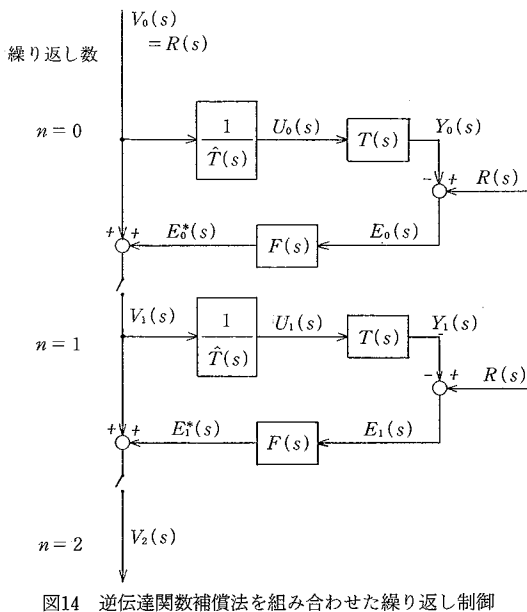 V₀(s)
= R(s)
繰り返し数
n = 0
1
T̂(s)
U₀(s)
T(s)
Y₀(s)
− +
R(s)
+ +
E₀*(s)
F(s)
E₀(s)
V₁(s)
n = 1
1
T̂(s)
U₁(s)
T(s)
Y₁(s)
− +
R(s)
+ +
E₁*(s)
F(s)
E₁(s)
n = 2
V₂(s)
図14 逆伝達関数補償法を組み合わせた繰り返し制御